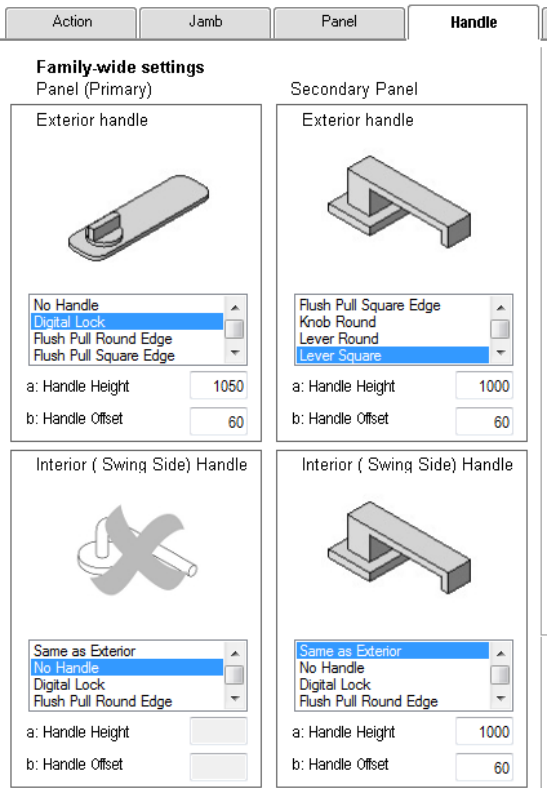 Action Jamb Panel Handle
Family-wide settings
Panel (Primary)
Exterior handle
No Handle
Digital Lock
Flush Pull Round Edge
Flush Pull Square Edge
a: Handle Height 1050
b: Handle Offset 60
Secondary Panel
Exterior handle
Flush Pull Square Edge
Knob Round
Lever Round
Lever Square
a: Handle Height 1000
b: Handle Offset 60
Interior ( Swing Side) Handle
Same as Exterior
No Handle
Digital Lock
Flush Pull Round Edge
a: Handle Height
b: Handle Offset
Interior ( Swing Side) Handle
Same as Exterior
No Handle
Digital Lock
Flush Pull Round Edge
a: Handle Height 1000
b: Handle Offset 60